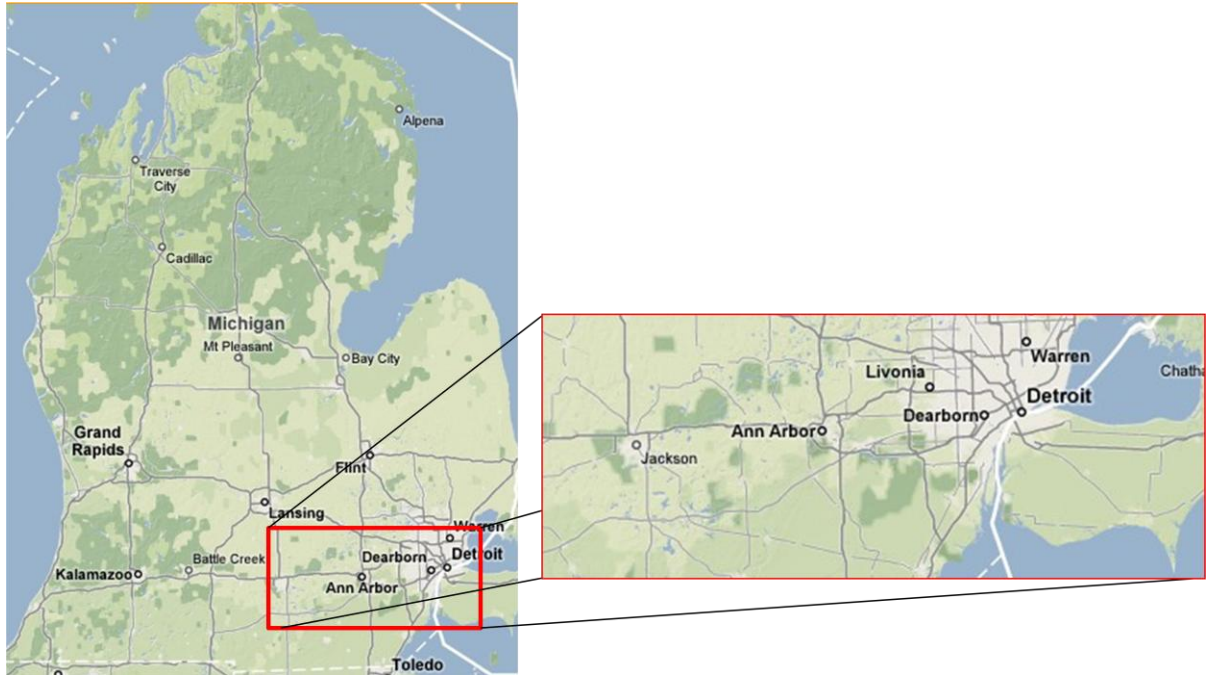 Alpena
Traverse
City
Cadillac
Michigan
Mt Pleasant
Bay City
Grand
Rapids
Flint
Lansing
Warren
Battle Creek
Dearborn
Detroit
Kalamazoo
Ann Arbor
Toledo
Warren
Livonia
Chatha
Detroit
Dearborn
Ann Arbor
Jackson